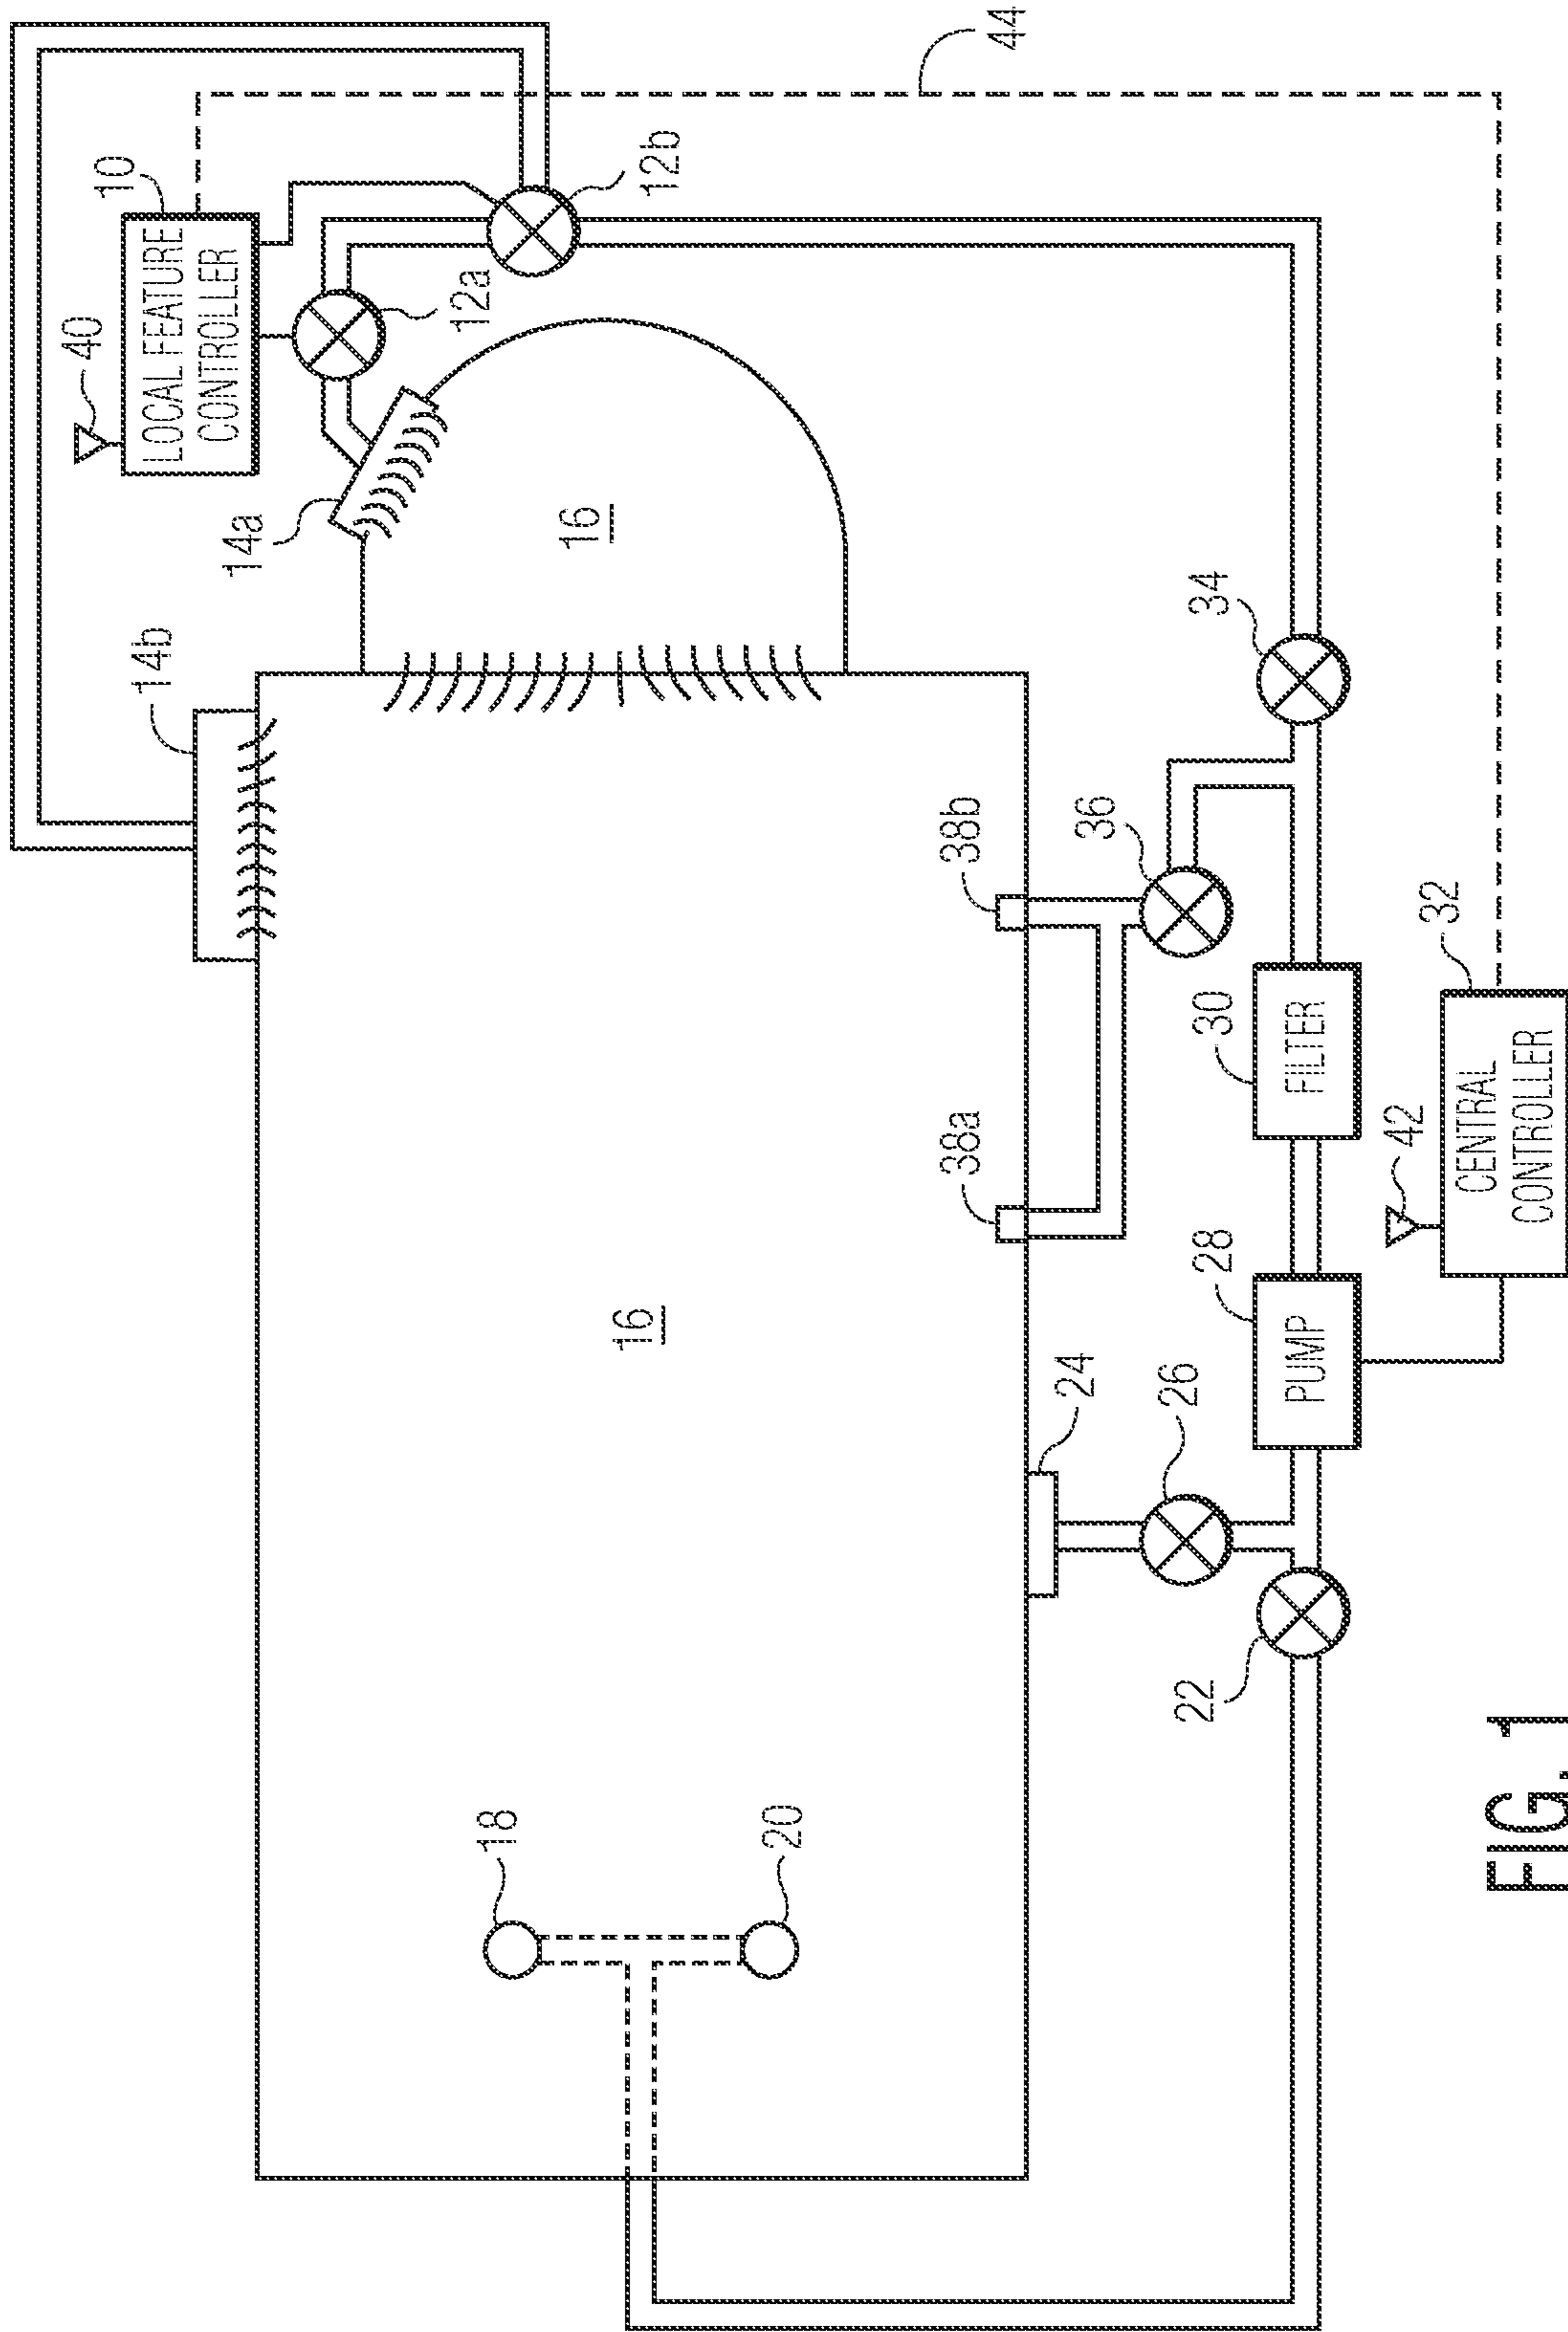 10
40
LOCAL FEATURE
CONTROLLER
12a
12b
44
14a
16
14b
34
36
38b
38a
32
30
FILTER
42
CENTRAL
CONTROLLER
28
PUMP
16
24
26
22
18
20
FIG. 1